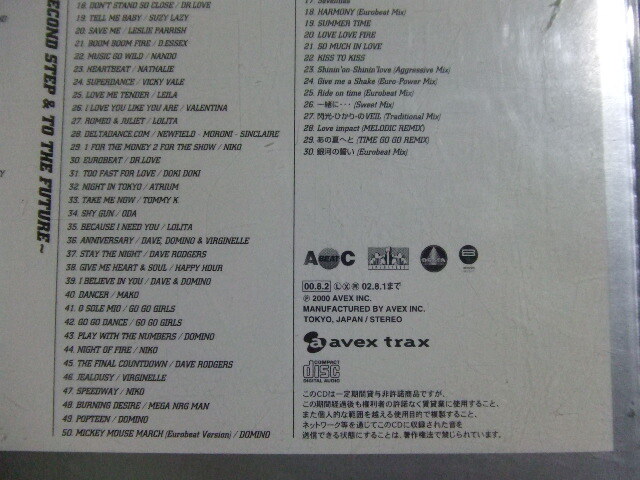 ECOND STEP & TO THE FUTURE~
18. DON'T STAND SO CLOSE / DR.LOVE
19. TELL ME BABY / SUZY LAZY
20. SAVE ME / LESLIE PARRISH
21. BOOM BOOM FIRE / D.ESSEX
22. MUSIC GO WILD / NANDO
23. HEARTBEAT / NATHALIE
24. SUPERDANCE / VICKY VALE
25. LOVE ME TENDER / LEILA
26. I LOVE YOU LIKE YOU ARE / VALENTINA
27. ROMEO & JULIET / LOLITA
28. DELTADANCE.COM / NEWFIELD - MORONI - SINCLAIRE
29. 1 FOR THE MONEY 2 FOR THE SHOW / NIKO
30. EUROBEAT / DR.LOVE
31. TOO FAST FOR LOVE / DOKI DOKI
32. NIGHT IN TOKYO / ATRIUM
33. TAKE ME NOW / TOMMY K
34. SHY GUN / ODA
35. BECAUSE I NEED YOU / LOLITA
36. ANNIVERSARY / DAVE, DOMINO & VIRGINELLE
37. STAY THE NIGHT / DAVE RODGERS
38. GIVE ME HEART & SOUL / HAPPY HOUR
39. I BELIEVE IN YOU / DAVE & DOMINO
40. DANCER / MAKO
41. O SOLE MIO / GO GO GIRLS
42. GO GO DANCE / GO GO GIRLS
43. PLAY WITH THE NUMBERS / DOMINO
44. NIGHT OF FIRE / NIKO
45. THE FINAL COUNTDOWN / DAVE RODGERS
46. JEALOUSY / VIRGINELLE
47. SPEEDWAY / NIKO
48. BURNING DESIRE / MEGA NRG MAN
49. POPTEEN / DOMINO
50. MICKEY MOUSE MARCH (Eurobeat Version) / DOMINO
17. Seventies
18. HARMONY (Eurobeat Mix)
19. SUMMER TIME
20. LOVE LOVE FIRE
21. SO MUCH IN LOVE
22. KISS TO KISS
23. Shinin'on-Shinin'love (Aggressive Mix)
24. Give me a Shake (Euro Power Mix)
25. Ride on time (Eurobeat Mix)
26. 一緒に・・・ (Sweet Mix)
27. 閃光-ひかり-のVEIL (Traditional Mix)
28. Love impact (MELODIC REMIX)
29. あの夏へと (TIME GO GO REMIX)
30. 銀河の誓い (Eurobeat Mix)
A BEAT C
DELTA
00.8.2 L X M 02.8.1まで
℗ 2000 AVEX INC.
MANUFACTURED BY AVEX INC.
TOKYO, JAPAN / STEREO
avex trax
COMPACT
disc
DIGITAL AUDIO
このCDは一定期間貸与非許諾商品ですが、
この期間経過後も権利者の許諾なく賃貸業に使用すること、
また個人的な範囲を越える使用目的で複製すること、
ネットワーク等を通じてこのCDに収録された音を
送信できる状態にすることは、著作権法で禁じられています。